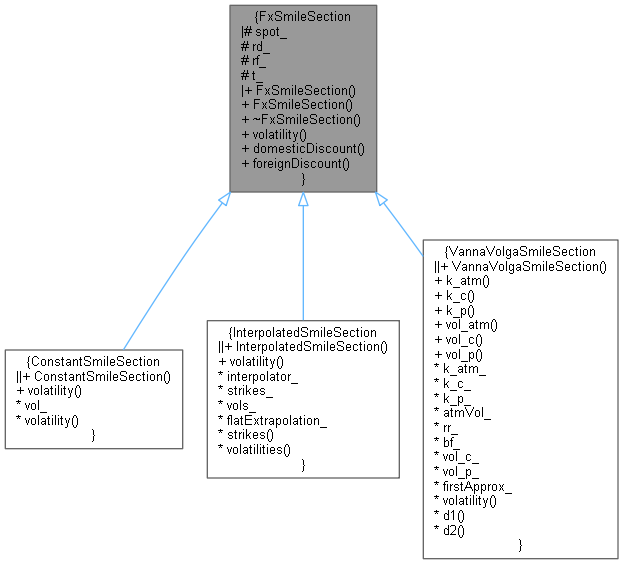 {FxSmileSection
|# spot_
# rd_
# rf_
# t_
|+ FxSmileSection()
+ FxSmileSection()
+ ~FxSmileSection()
+ volatility()
+ domesticDiscount()
+ foreignDiscount()
}
{ConstantSmileSection
||+ ConstantSmileSection()
+ volatility()
* vol_
* volatility()
}
{InterpolatedSmileSection
||+ InterpolatedSmileSection()
+ volatility()
* interpolator_
* strikes_
* vols_
* flatExtrapolation_
* strikes()
* volatilities()
}
{VannaVolgaSmileSection
||+ VannaVolgaSmileSection()
+ k_atm()
+ k_c()
+ k_p()
+ vol_atm()
+ vol_c()
+ vol_p()
* k_atm_
* k_c_
* k_p_
* atmVol_
* rr_
* bf_
* vol_c_
* vol_p_
* firstApprox_
* volatility()
* d1()
* d2()
}